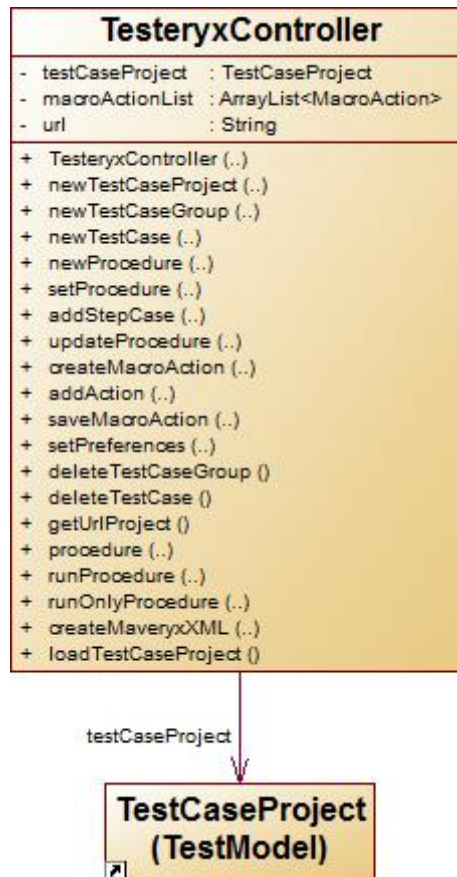 TesteryxController
- testCaseProject : TestCaseProject
- macroActionList : ArrayList<MacroAction>
- url : String
+ TesteryxController (..)
+ newTestCaseProject (..)
+ newTestCaseGroup (..)
+ newTestCase (..)
+ newProcedure (..)
+ setProcedure (..)
+ addStepCase (..)
+ updateProcedure (..)
+ createMacroAction (..)
+ addAction (..)
+ saveMacroAction (..)
+ setPreferences (..)
+ deleteTestCaseGroup ()
+ deleteTestCase ()
+ getUrlProject ()
+ procedure (..)
+ runProcedure (..)
+ runOnlyProcedure (..)
+ createMaveryxXML (..)
+ loadTestCaseProject ()
testCaseProject
TestCaseProject
(TestModel)